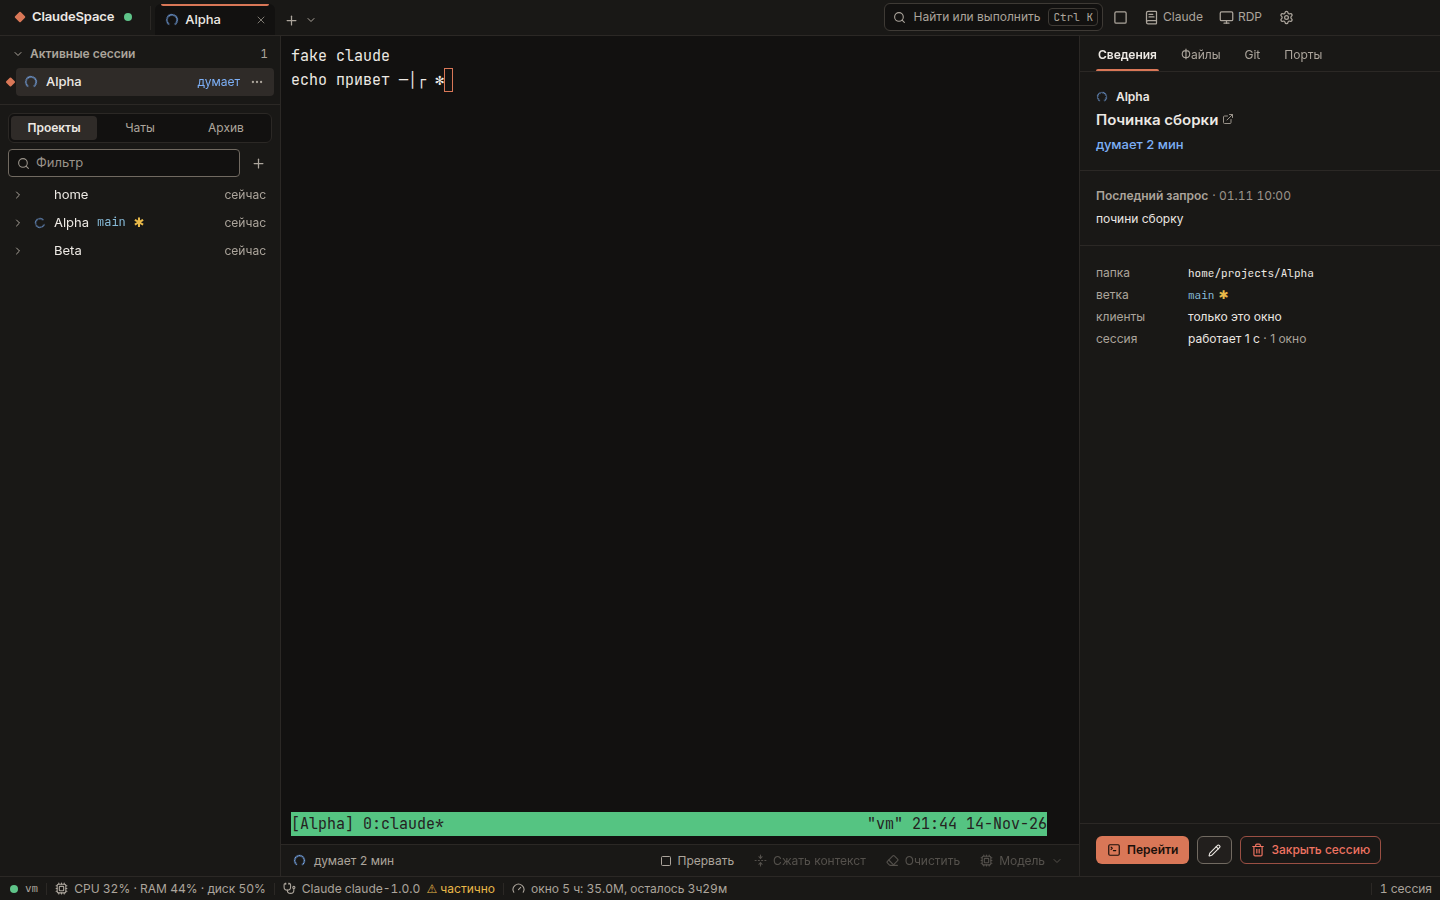 ClaudeSpace
Alpha
Найти или выполнить Ctrl K
Claude
RDP
Активные сессии 1
Alpha думает ···
Проекты Чаты Архив
Фильтр
home сейчас
Alpha main ✱ сейчас
Beta сейчас
fake claude
echo привет ─│┌ ✻
[Alpha] 0:claude* "vm" 21:44 14-Nov-26
думает 2 мин
Прервать
Сжать контекст
Очистить
Модель
Сведения Файлы Git Порты
Alpha
Починка сборки
думает 2 мин
Последний запрос · 01.11 10:00
почини сборку
папка home/projects/Alpha
ветка main ✱
клиенты только это окно
сессия работает 1 с · 1 окно
Перейти
Закрыть сессию
vm CPU 32% · RAM 44% · диск 50% Claude claude-1.0.0 ⚠ частично окно 5 ч: 35.0M, осталось 3ч29м 1 сессия